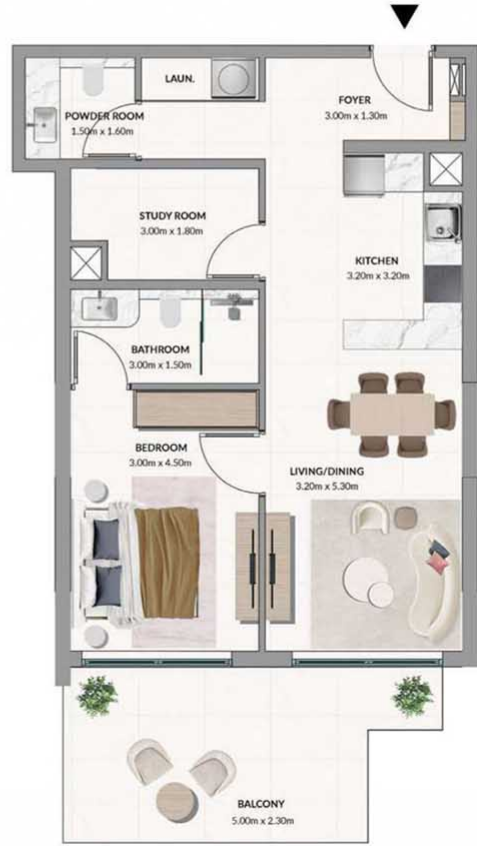 LAUN.
FOYER
3.00m x 1.30m
POWDER ROOM
1.50m x 1.60m
STUDY ROOM
3.00m x 1.80m
KITCHEN
3.20m x 3.20m
BATHROOM
3.00m x 1.50m
BEDROOM
3.00m x 4.50m
LIVING/DINING
3.20m x 5.30m
BALCONY
5.00m x 2.30m